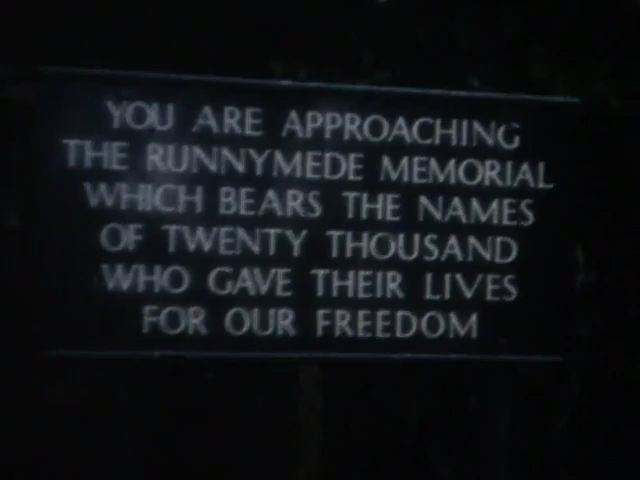 YOU ARE APPROACHING
THE RUNNYMEDE MEMORIAL
WHICH BEARS THE NAMES
OF TWENTY THOUSAND
WHO GAVE THEIR LIVES
FOR OUR FREEDOM